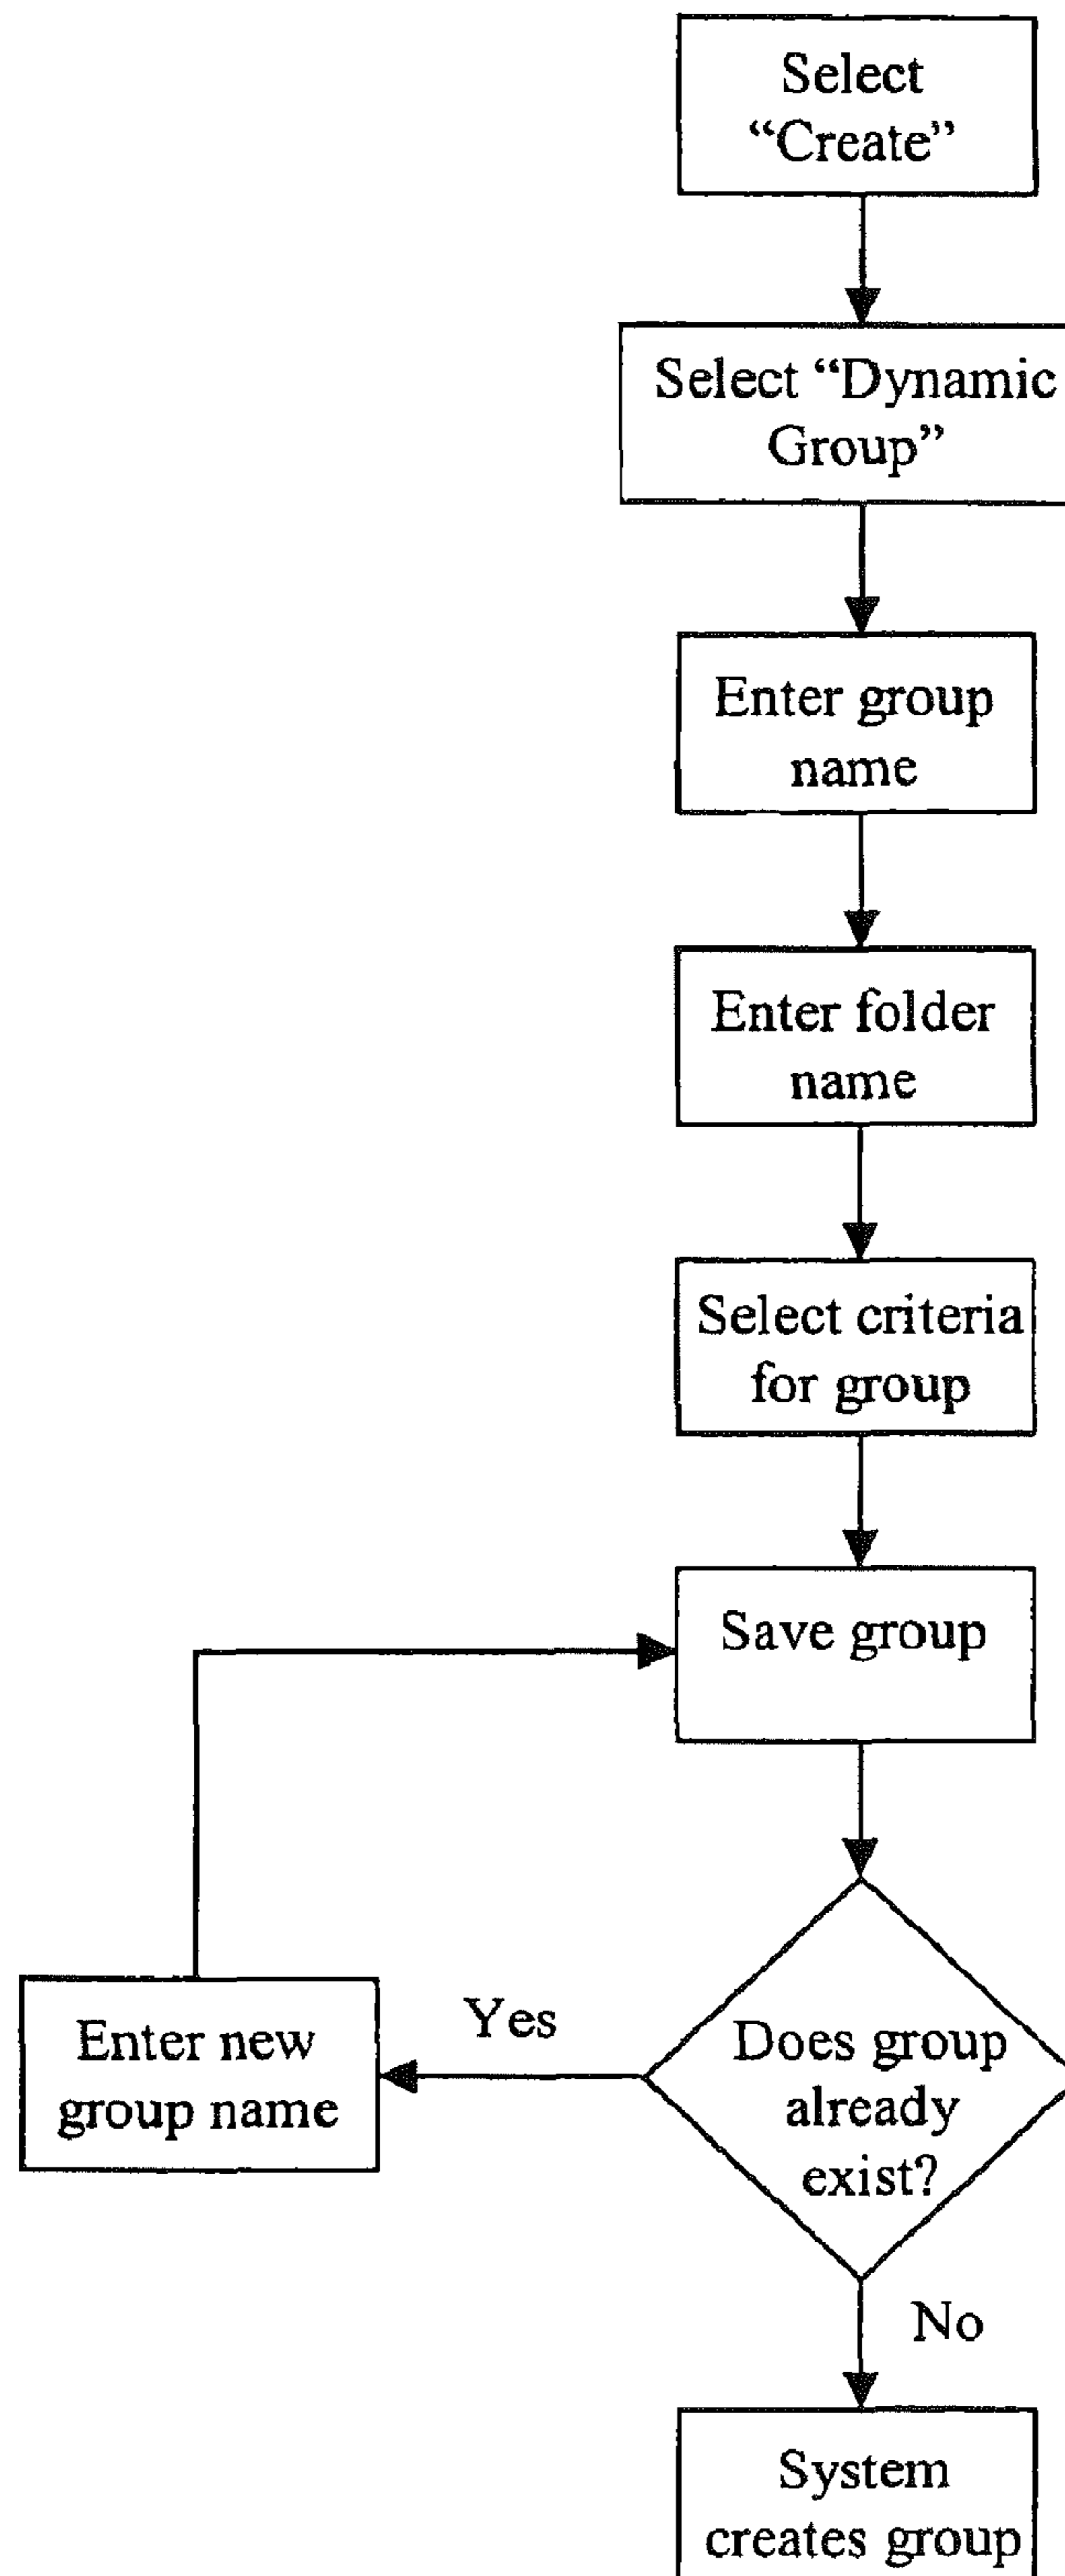 Select
“Create”
Select “Dynamic
Group”
Enter group
name
Enter folder
name
Select criteria
for group
Save group
Does group
already
exist?
Yes
Enter new
group name
No
System
creates group